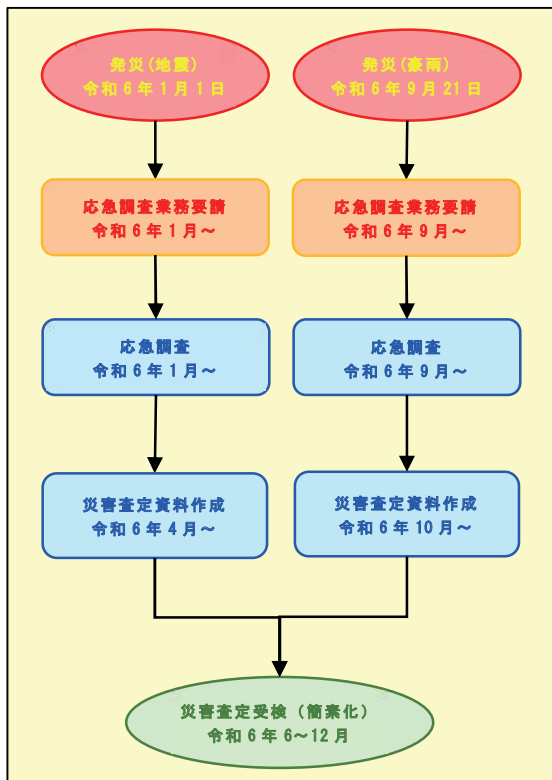 発災(地震)
令和6年1月1日
発災(豪雨)
令和6年9月21日
応急調査業務要請
令和6年1月～
応急調査業務要請
令和6年9月～
応急調査
令和6年1月～
応急調査
令和6年9月～
災害査定資料作成
令和6年4月～
災害査定資料作成
令和6年10月～
災害査定受検（簡素化）
令和6年6～12月